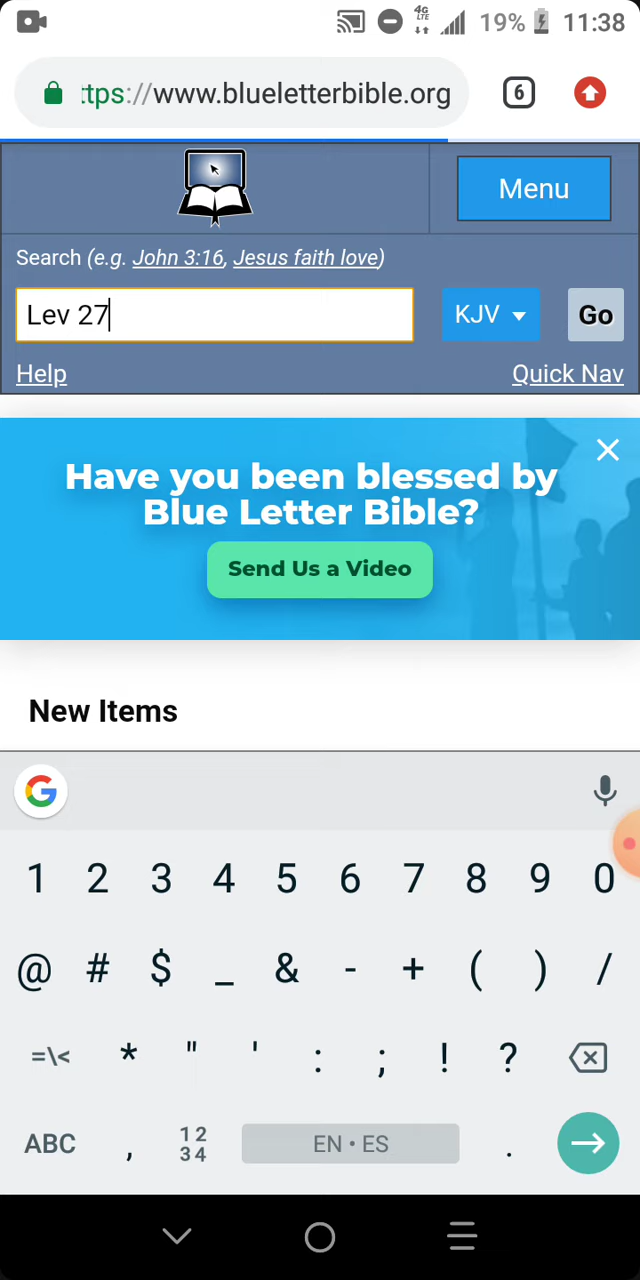 4G
LTE
19%
11:38
ttps://www.blueletterbible.org
6
Menu
Search (e.g. John 3:16, Jesus faith love)
Lev 27
KJV
Go
Help
Quick Nav
Have you been blessed by
Blue Letter Bible?
Send Us a Video
New Items
1 2 3 4 5 6 7 8 9 0
@ # $ _ & - + ( ) /
=\< * " ' : ; ! ?
ABC , 12 34 EN • ES .